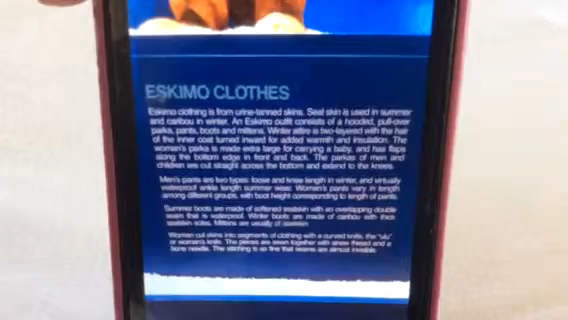 ESKIMO CLOTHES
Eskimo clothing is from urine-tanned skins. Seal skin is used in summer
and caribou in winter. An Eskimo outfit consists of a hooded, pull-over
parka, pants, boots and mittens. Winter attire is two-layered with the hair
of the inner coat turned inward for added warmth and insulation. The
woman's parka is made extra large for carrying a baby, and has flaps
along the bottom edge in front and back. The parkas of men and
children are cut straight across the bottom and extend to the knees.
Men's pants are two types: loose and knee length in winter, and virtually
waterproof ankle length summer wear. Women's pants vary in length
among different groups, with boot height corresponding to length of pants.
Summer boots are made of softened sealskin with an overlapping double
seam that is waterproof. Winter boots are made of caribou with thick
sealskin soles. Mittens are usually of sealskin.
Women cut skins into segments of clothing with a curved knife, the "ulu"
or woman's knife. The pieces are sewn together with sinew thread and a
bone needle. The stitching is so fine that seams are almost invisible.